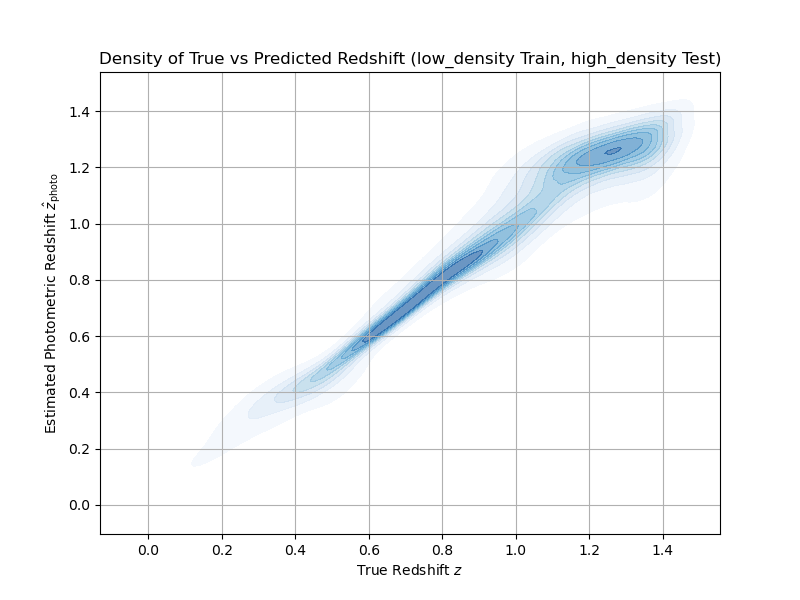 Density of True vs Predicted Redshift (low_density Train, high_density Test)
Estimated Photometric Redshift ẑ_photo
1.4
1.2
1.0
0.8
0.6
0.4
0.2
0.0
0.0 0.2 0.4 0.6 0.8 1.0 1.2 1.4
True Redshift z